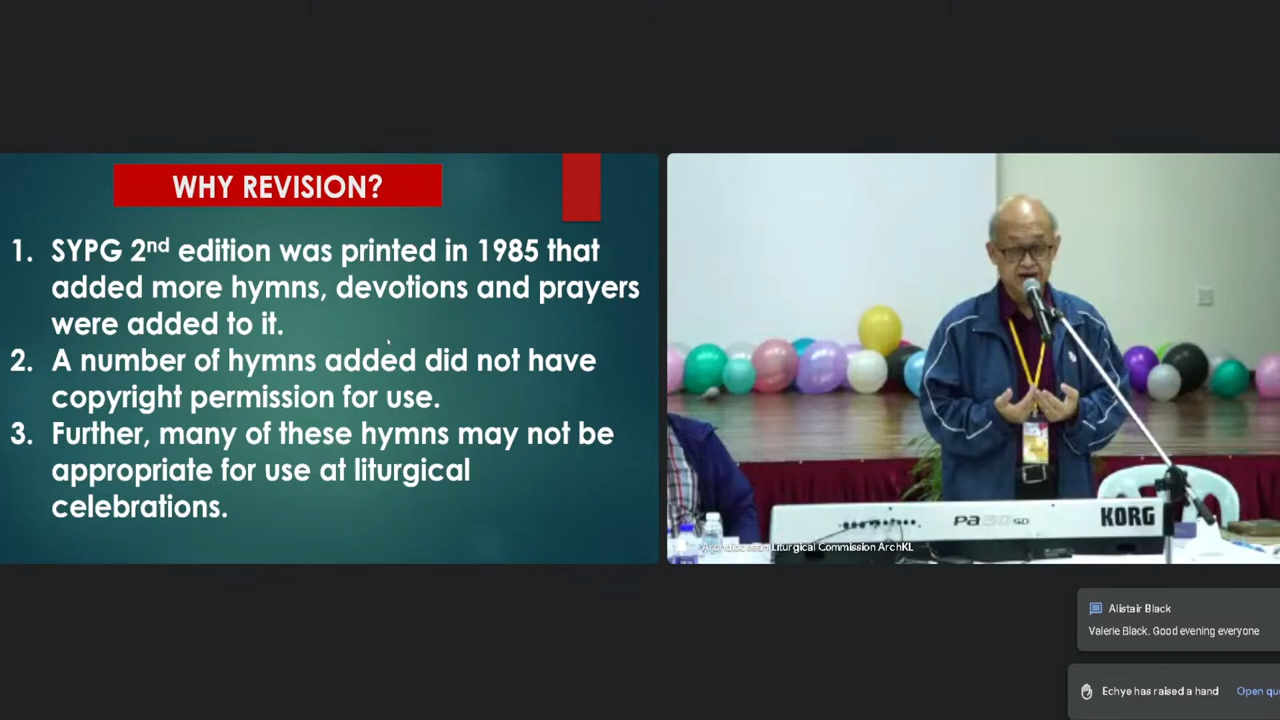 WHY REVISION?
1. SYPG 2nd edition was printed in 1985 that
added more hymns, devotions and prayers
were added to it.
2. A number of hymns added did not have
copyright permission for use.
3. Further, many of these hymns may not be
appropriate for use at liturgical
celebrations.
Pa50SD
KORG
Archdiocesan Liturgical Commission ArchKL
Alistair Black
Valerie Black. Good evening everyone
Echye has raised a hand
Open qu